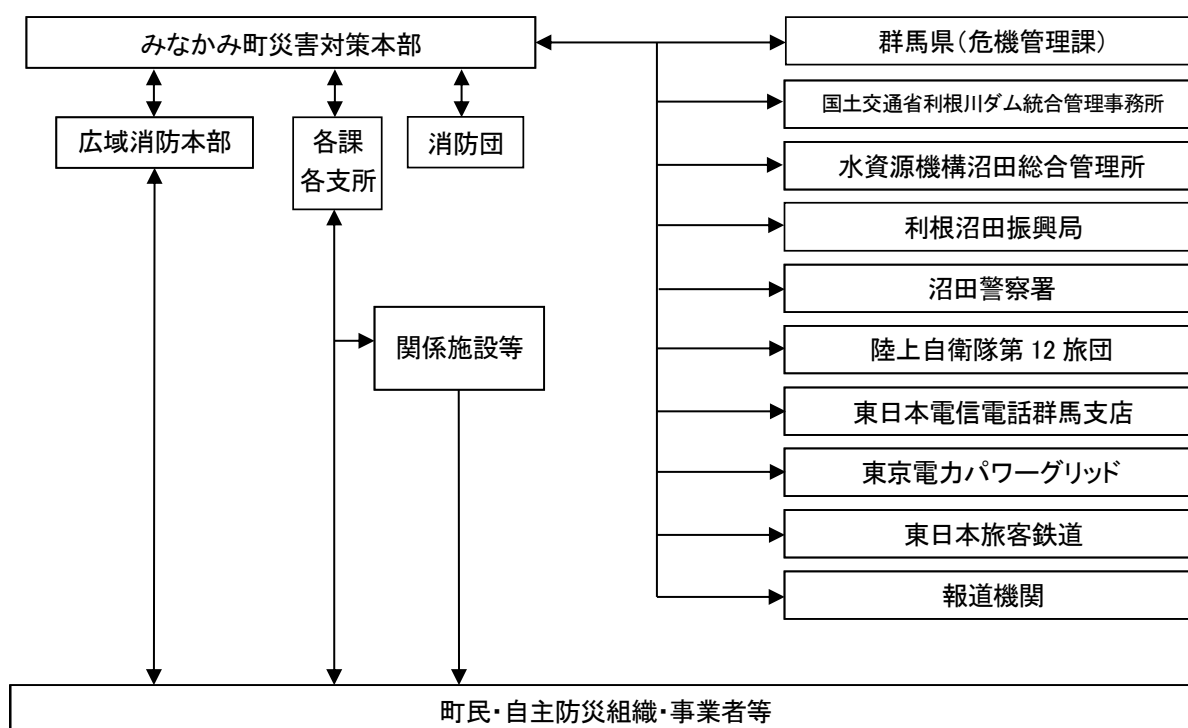 みなかみ町災害対策本部
広域消防本部
各課
各支所
消防団
関係施設等
群馬県（危機管理課）
国土交通省利根川ダム統合管理事務所
水資源機構沼田総合管理所
利根沼田振興局
沼田警察署
陸上自衛隊第 12 旅団
東日本電信電話群馬支店
東京電力パワーグリッド
東日本旅客鉄道
報道機関
町民・自主防災組織・事業者等